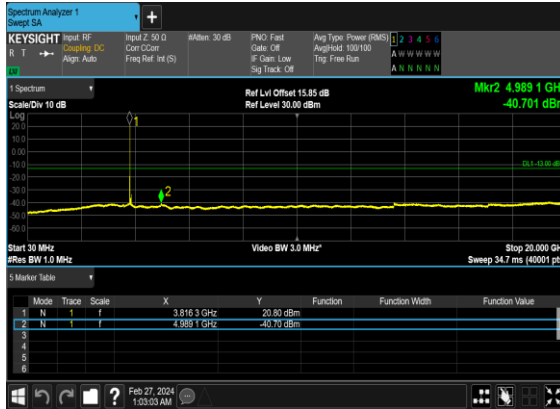 Spectrum Analyzer 1
Swept SA
+
KEYSIGHT Input: RF Input Z: 50 Ω #Atten: 30 dB PNO: Fast Avg Type: Power (RMS) 1 2 3 4 5 6
R T Coupling: DC Corr CCorr Gate: Off Avg|Hold: 100/100 A W W W W W
Align: Auto Freq Ref: Int (S) IF Gain: Low Trig: Free Run
Sig Track: Off A N N N N N
LU
1 Spectrum Ref Lvl Offset 15.85 dB Mkr2 4.989 1 GH
Scale/Div 10 dB Ref Level 30.00 dBm -40.701 dB
Log
20.0
10.0
0.00
-10.0
-20.0
-30.0
-40.0
-50.0
-60.0
1
2
DL1 -13.00 dB
Start 30 MHz Video BW 3.0 MHz* Stop 20.000 GH
#Res BW 1.0 MHz Sweep 34.7 ms (40001 pt
5 Marker Table
Mode Trace Scale X Y Function Function Width Function Value
1 N 1 f 3.816 3 GHz 20.80 dBm
2 N 1 f 4.989 1 GHz -40.70 dBm
3
4
5
6
? Feb 27, 2024
1:03:03 AM